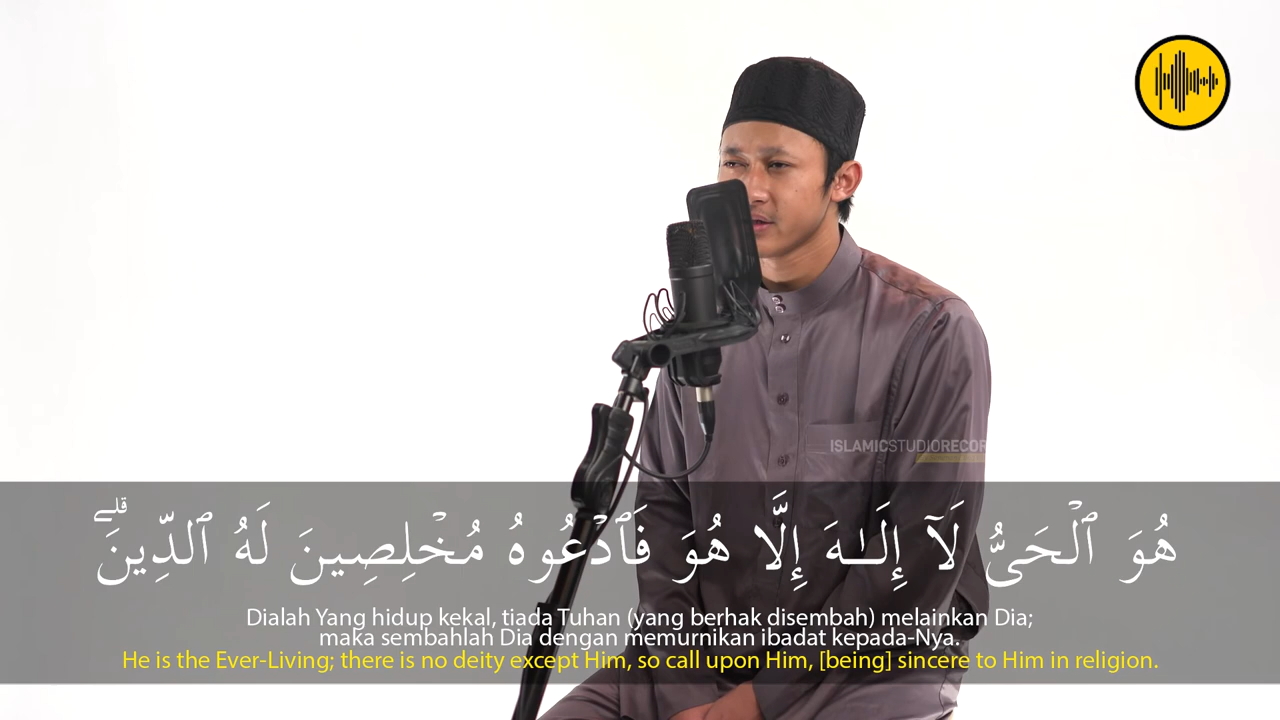 ISLAMICSTUDIORECOR
هُوَ ٱلْحَىُّ لَآ إِلَـٰهَ إِلَّا هُوَ فَٱدْعُوهُ مُخْلِصِينَ لَهُ ٱلدِّينَ ۗ
Dialah Yang hidup kekal, tiada Tuhan (yang berhak disembah) melainkan Dia;
maka sembahlah Dia dengan memurnikan ibadat kepada-Nya.
He is the Ever-Living; there is no deity except Him, so call upon Him, [being] sincere to Him in religion.